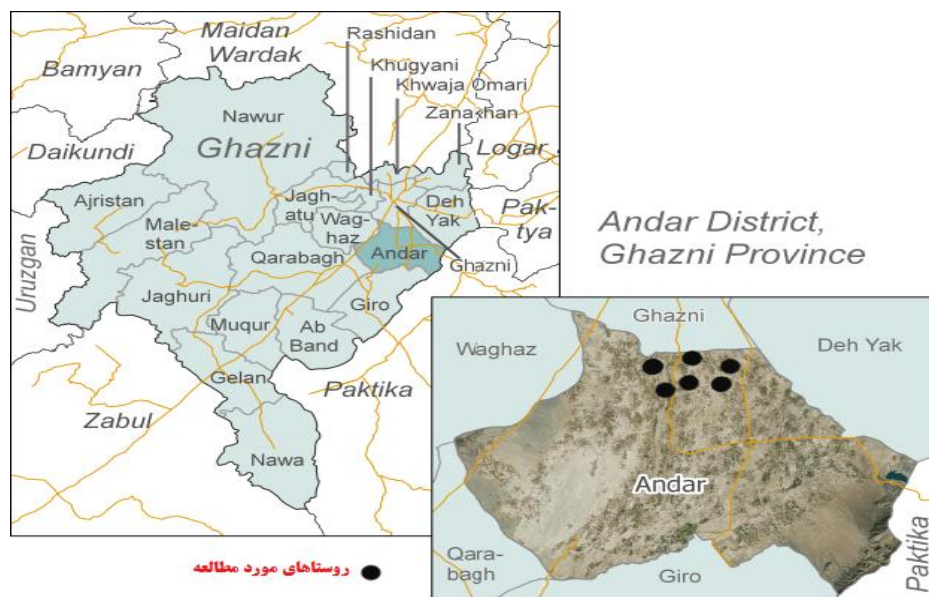 Maidan
Wardak
Rashidan
Khugyani
Khwaja Omari
Zanakhan
Bamyan
Nawur
Ghazni
Daikundi
Logar
Ajristan
Jagh-
atu
Deh
Yak
Pak-
tya
Male-
stan
Wag-
haz
Uruzgan
Qarabagh
Andar
Ghazni
Jaghuri
Giro
Muqur
Ab
Band
Gelan
Paktika
Zabul
Nawa
Andar District,
Ghazni Province
Ghazni
Waghaz
Deh Yak
Andar
Paktika
Qara-
bagh
Giro
روستاهای مورد مطالعه